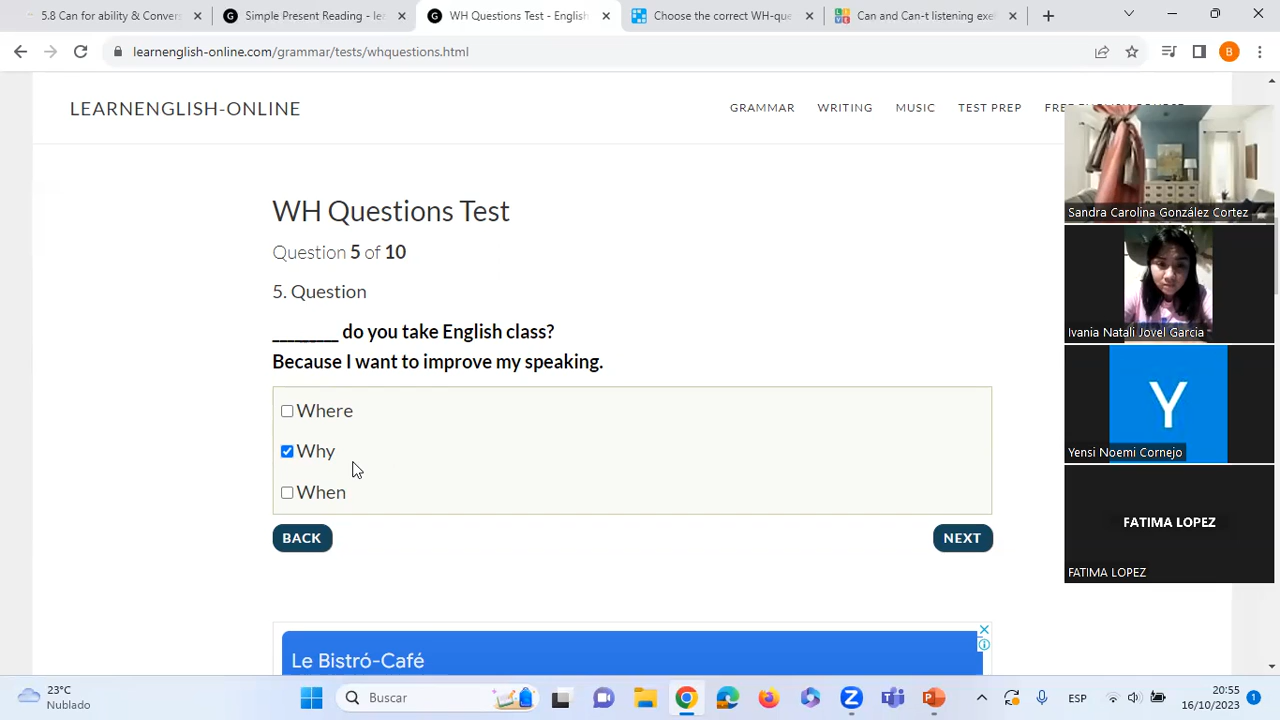 5.8 Can for ability & Convers
Simple Present Reading
WH Questions Test - English
Choose the correct WH-que
Can and Can-t listening exe
learnenglish-online.com/grammar/tests/whquestions.html
B
LEARNENGLISH-ONLINE
GRAMMAR WRITING MUSIC TEST PREP
WH Questions Test
Question 5 of 10
5. Question
_________ do you take English class?
Because I want to improve my speaking.
Where
Why
When
BACK
NEXT
Le Bistró-Café
Sandra Carolina González Cortez
Ivania Natali Jovel Garcia
Y
Yensi Noemi Cornejo
FATIMA LOPEZ
FATIMA LOPEZ
23°C
Nublado
Buscar
ESP
20:55
16/10/2023
1